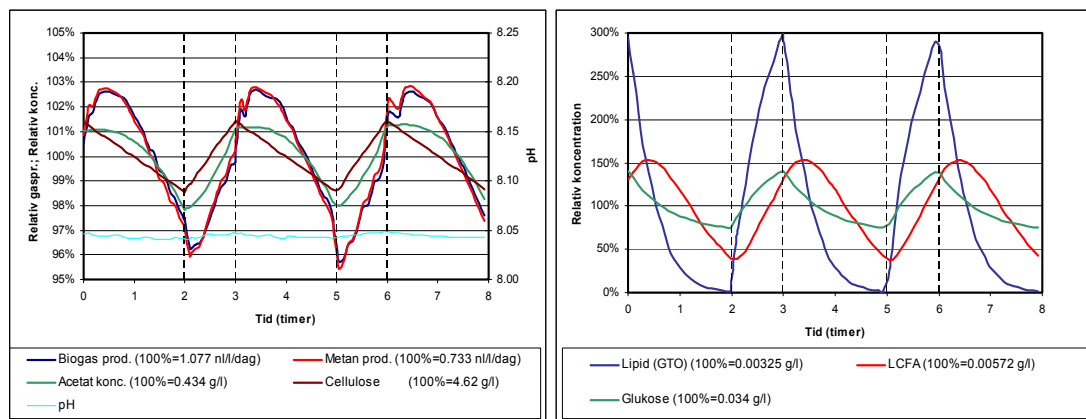 105%
104%
103%
102%
101%
100%
99%
98%
97%
96%
95%
Relativ gaspr.; Relativ konc.
8.25
8.20
8.15
8.10
8.05
8.00
pH
0 1 2 3 4 5 6 7 8
Tid (timer)
Biogas prod. (100%=1.077 nl/l/dag) Metan prod. (100%=0.733 nl/l/dag)
Acetat konc. (100%=0.434 g/l) Cellulose (100%=4.62 g/l)
pH
300%
250%
200%
150%
100%
50%
0%
Relativ koncentration
0 1 2 3 4 5 6 7 8
Tid (timer)
Lipid (GTO) (100%=0.00325 g/l) LCFA (100%=0.00572 g/l)
Glukose (100%=0.034 g/l)